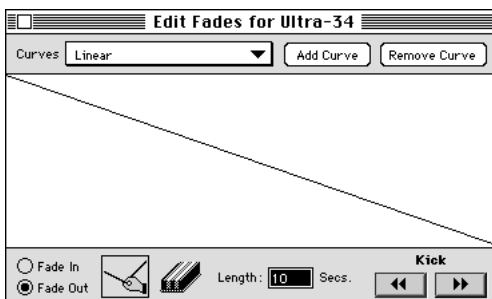 Edit Fades for Ultra-34
Curves Linear Add Curve Remove Curve
Fade In
Fade Out
Length: 10 Secs.
Kick